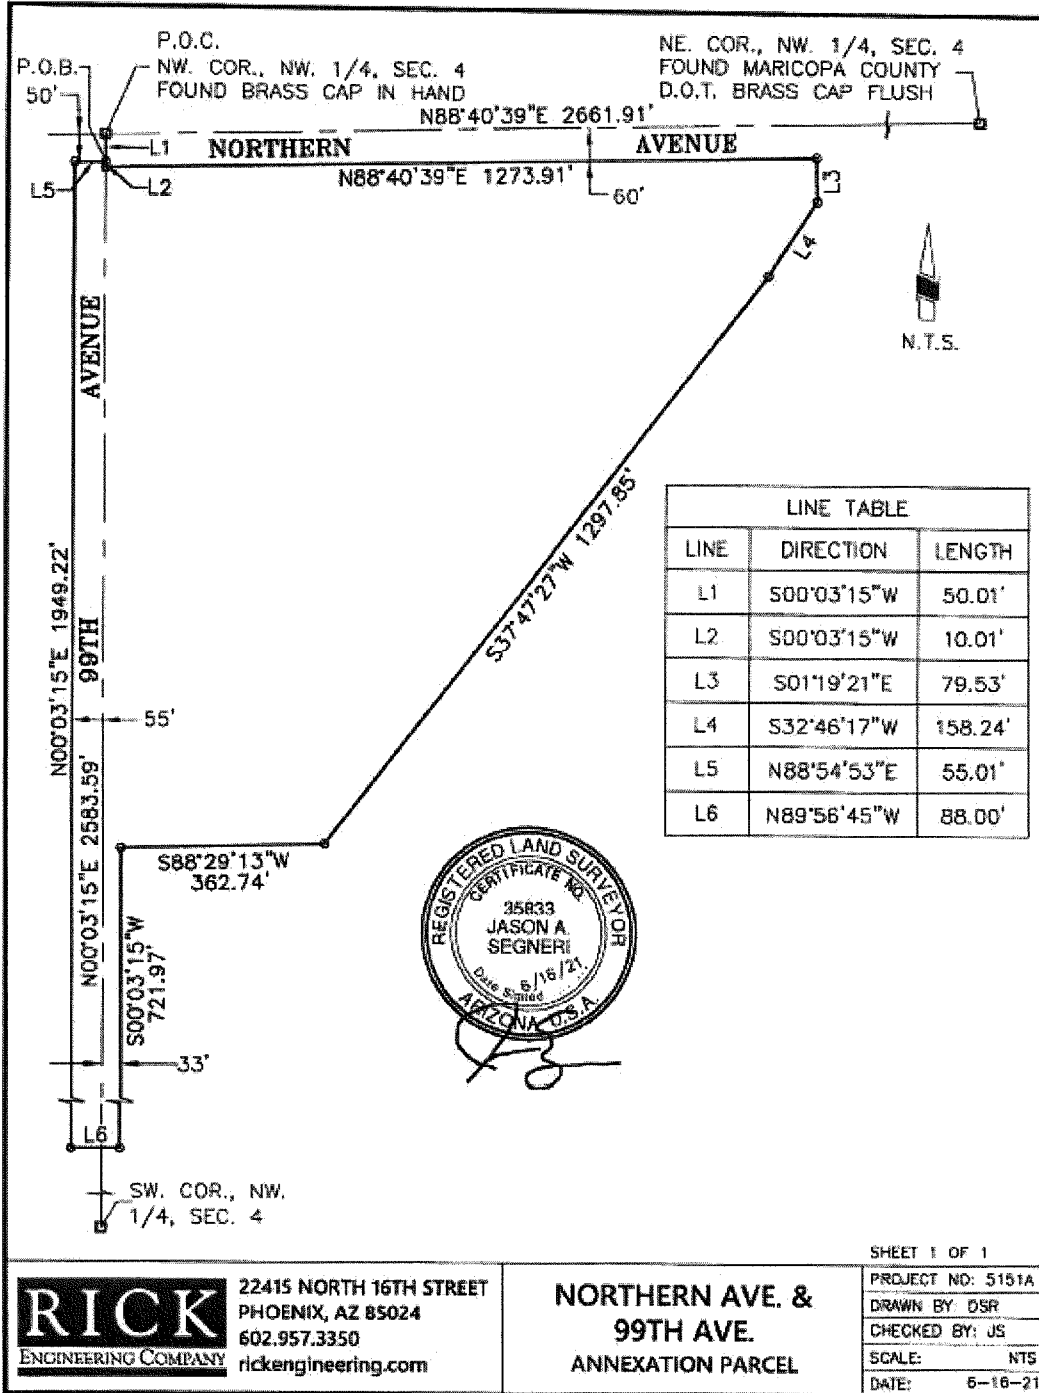 P.O.C.
P.O.B.
NW. COR., NW. 1/4, SEC. 4
50'
FOUND BRASS CAP IN HAND
NE. COR., NW. 1/4, SEC. 4
FOUND MARICOPA COUNTY
D.O.T. BRASS CAP FLUSH
N88°40'39"E 2661.91'
L1
NORTHERN AVENUE
L5
L2
N88°40'39"E 1273.91'
60'
L3
L4
N.T.S.
99TH AVENUE
S37°47'27"W 1297.85'
N00°03'15"E 1949.22'
55'
N00°03'15"E 2583.59'
S88°29'13"W
362.74'
S00°03'15"W
721.97'
33'
L6
SW. COR., NW.
1/4, SEC. 4
LINE TABLE
LINE DIRECTION LENGTH
L1 S00°03'15"W 50.01'
L2 S00°03'15"W 10.01'
L3 S01°19'21"E 79.53'
L4 S32°46'17"W 158.24'
L5 N88°54'53"E 55.01'
L6 N89°56'45"W 88.00'
REGISTERED LAND SURVEYOR
CERTIFICATE NO.
35833
JASON A.
SEGNERI
6/16/21
Date Signed
ARIZONA, U.S.A.
RICK
ENGINEERING COMPANY
22415 NORTH 16TH STREET
PHOENIX, AZ 85024
602.957.3350
rickengineering.com
NORTHERN AVE. &
99TH AVE.
ANNEXATION PARCEL
SHEET 1 OF 1
PROJECT NO: 5151A
DRAWN BY: DSR
CHECKED BY: JS
SCALE: NTS
DATE: 6-16-21